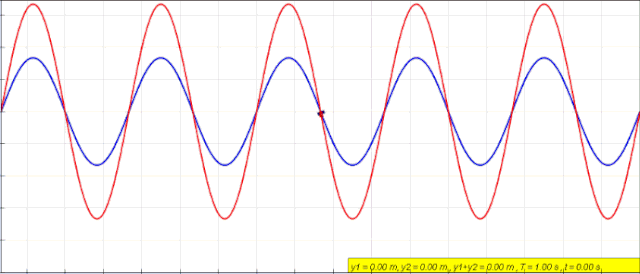 y1 = 0.00 m, y2 = 0.00 m, y1+y2 = 0.00 m , T = 1.00 s , t = 0.00 s